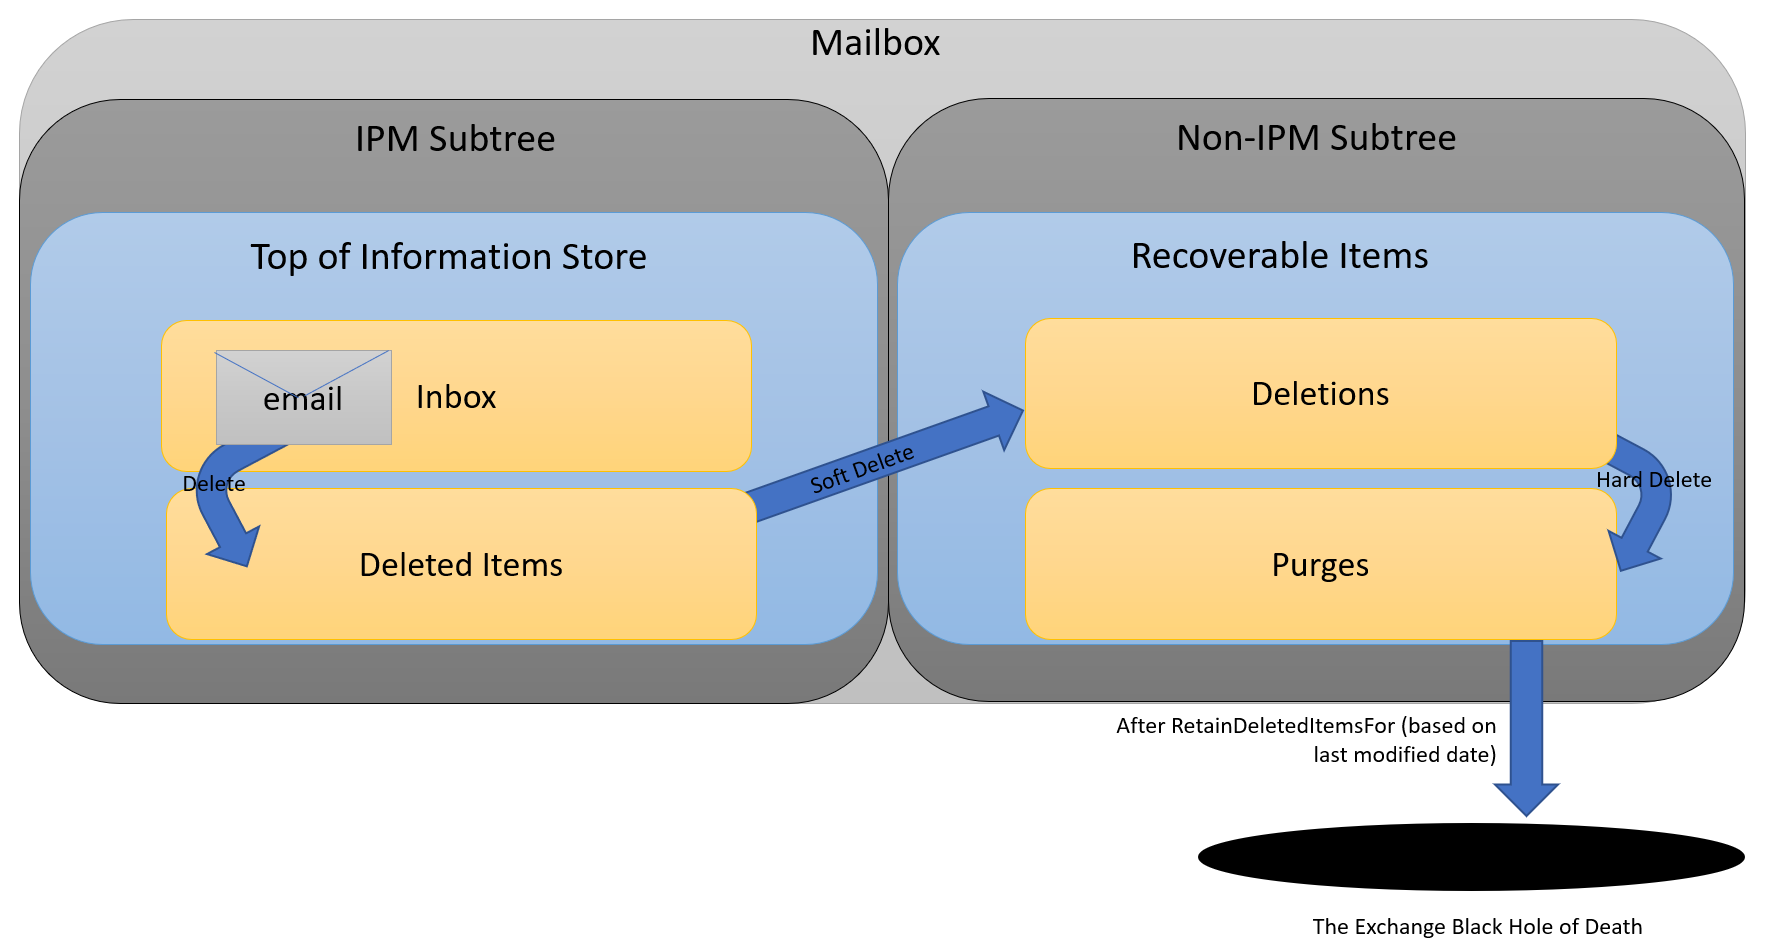 Mailbox
IPM Subtree
Non-IPM Subtree
Top of Information Store
Recoverable Items
email
Inbox
Deletions
Delete
Soft Delete
Hard Delete
Deleted Items
Purges
After RetainDeletedItemsFor (based on
last modified date)
The Exchange Black Hole of Death